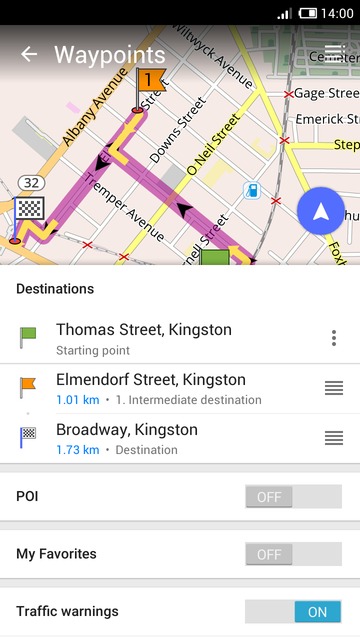 14:00
Waypoints
Wiltwyck Avenue
Cemeter
1
Street
Albany Avenue
Gage Street
Emerick St
Downs Street
O.Neil Street
Step
32
Tremper Avenue
rnell Street
hu
Foxh
Destinations
Thomas Street, Kingston
Starting point
Elmendorf Street, Kingston
1.01 km • 1. Intermediate destination
Broadway, Kingston
1.73 km • Destination
POI
OFF
My Favorites
OFF
Traffic warnings
ON